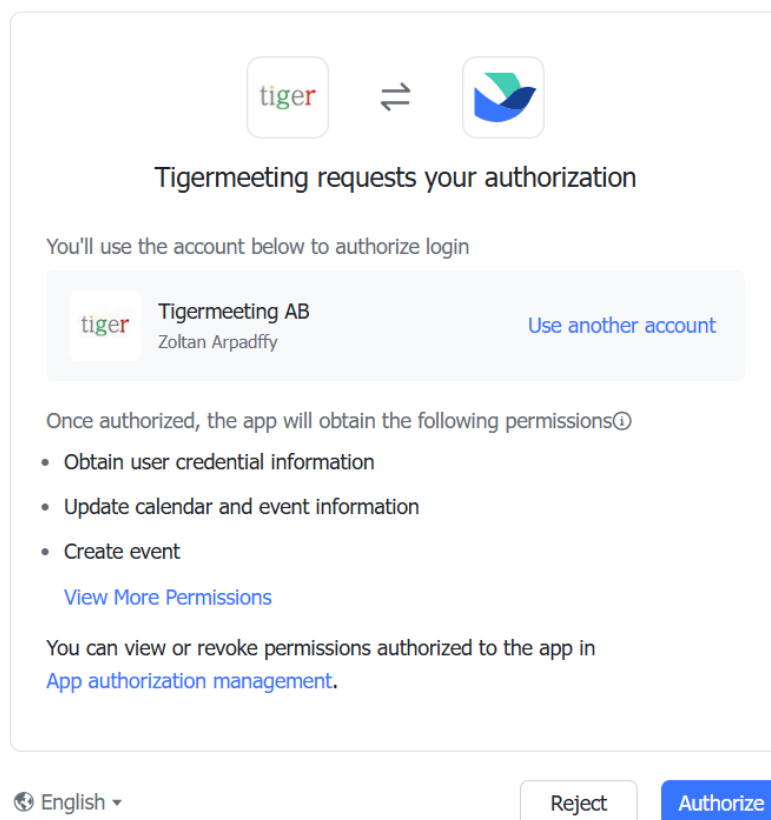 tiger
Tigermeeting requests your authorization
You'll use the account below to authorize login
tiger
Tigermeeting AB
Zoltan Arpadffy
Use another account
Once authorized, the app will obtain the following permissions
• Obtain user credential information
• Update calendar and event information
• Create event
View More Permissions
You can view or revoke permissions authorized to the app in
App authorization management.
English
Reject
Authorize